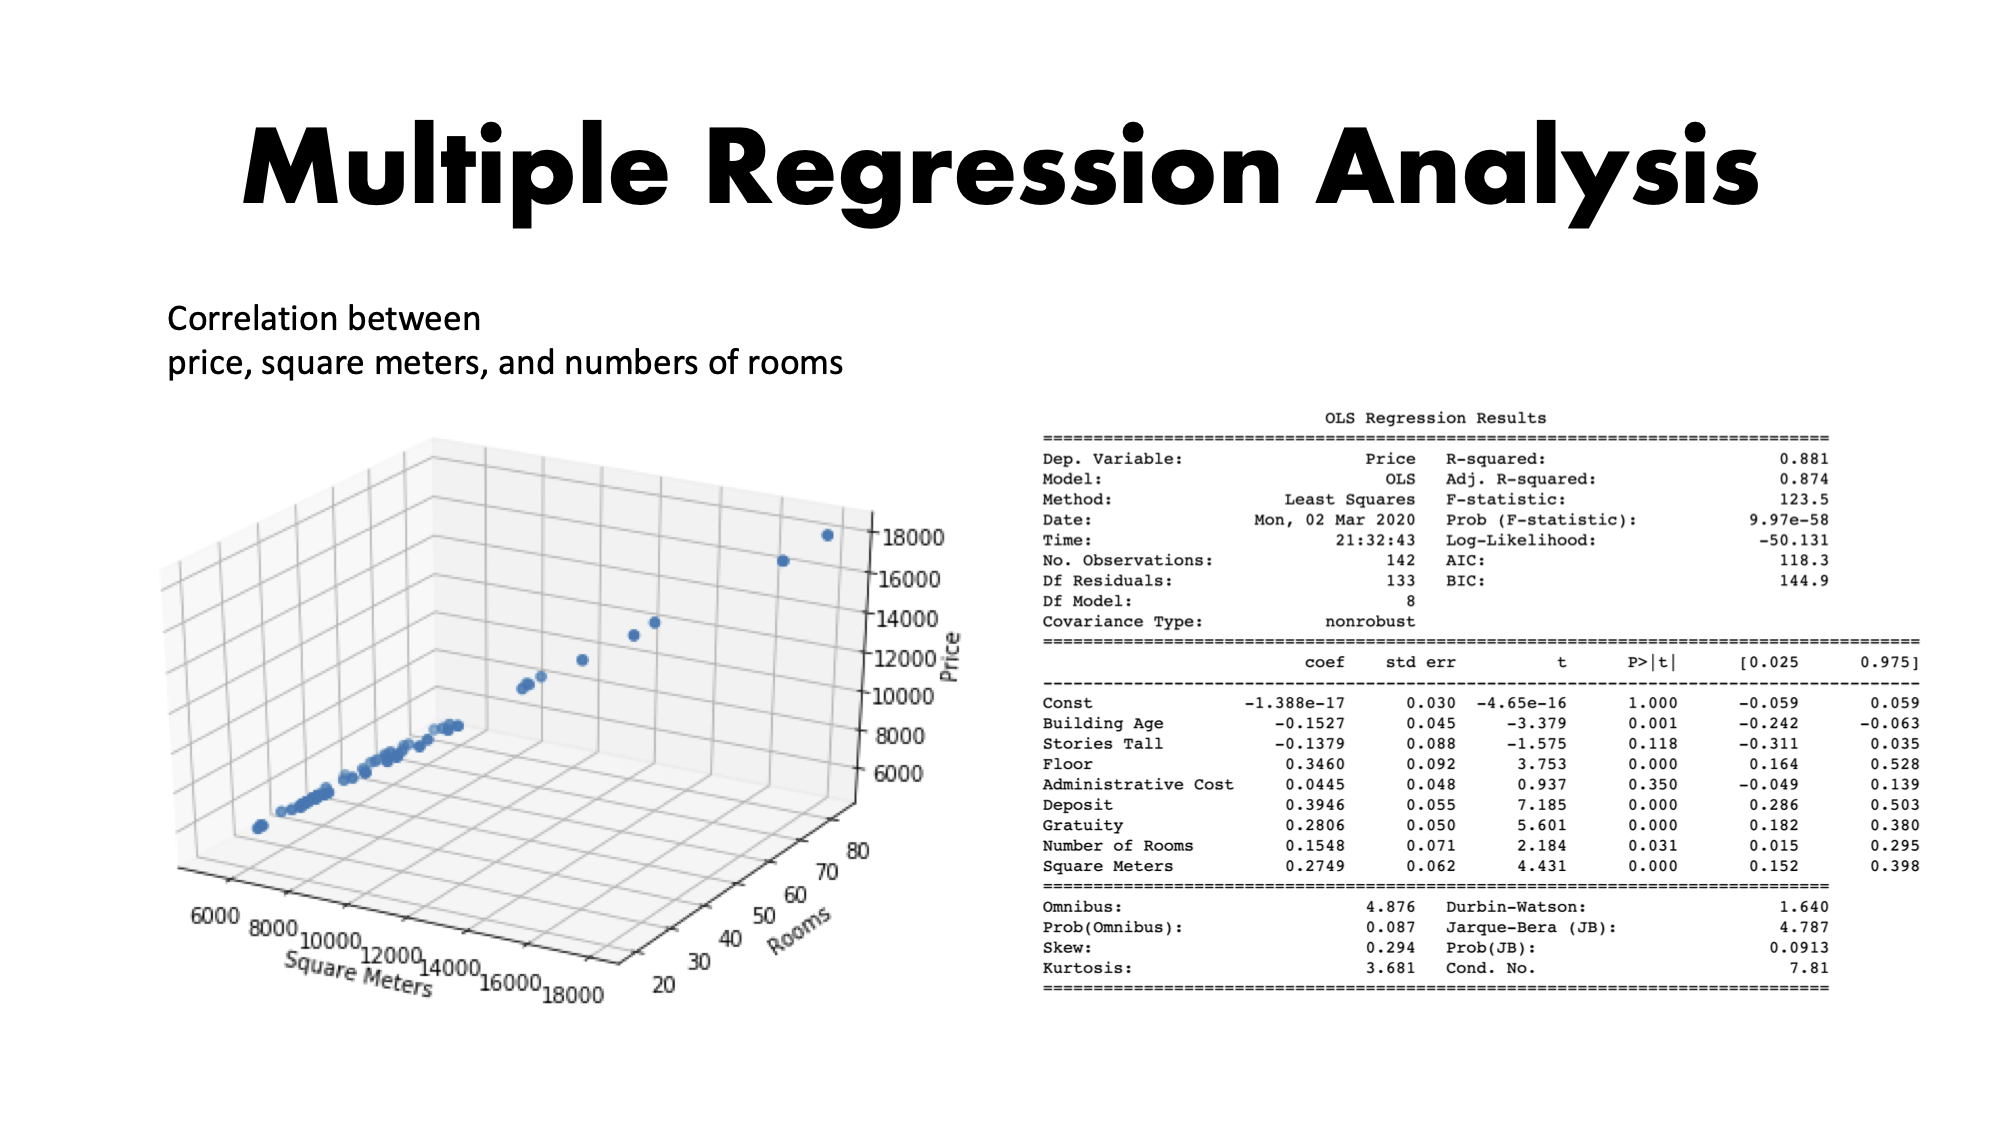 Multiple Regression Analysis
Correlation between
price, square meters, and numbers of rooms
18000
16000
14000
12000
10000
8000
6000
Price
80
70
60
50
40
30
20
Rooms
6000
8000
10000
12000
14000
16000
18000
Square Meters
OLS Regression Results
==============================================================================
Dep. Variable: Price R-squared: 0.881
Model: OLS Adj. R-squared: 0.874
Method: Least Squares F-statistic: 123.5
Date: Mon, 02 Mar 2020 Prob (F-statistic): 9.97e-58
Time: 21:32:43 Log-Likelihood: -50.131
No. Observations: 142 AIC: 118.3
Df Residuals: 133 BIC: 144.9
Df Model: 8
Covariance Type: nonrobust
==============================================================================
coef std err t P>|t| [0.025 0.975]
------------------------------------------------------------------------------
Const -1.388e-17 0.030 -4.65e-16 1.000 -0.059 0.059
Building Age -0.1527 0.045 -3.379 0.001 -0.242 -0.063
Stories Tall -0.1379 0.088 -1.575 0.118 -0.311 0.035
Floor 0.3460 0.092 3.753 0.000 0.164 0.528
Administrative Cost 0.0445 0.048 0.937 0.350 -0.049 0.139
Deposit 0.3946 0.055 7.185 0.000 0.286 0.503
Gratuity 0.2806 0.050 5.601 0.000 0.182 0.380
Number of Rooms 0.1548 0.071 2.184 0.031 0.015 0.295
Square Meters 0.2749 0.062 4.431 0.000 0.152 0.398
==============================================================================
Omnibus: 4.876 Durbin-Watson: 1.640
Prob(Omnibus): 0.087 Jarque-Bera (JB): 4.787
Skew: 0.294 Prob(JB): 0.0913
Kurtosis: 3.681 Cond. No. 7.81
==============================================================================